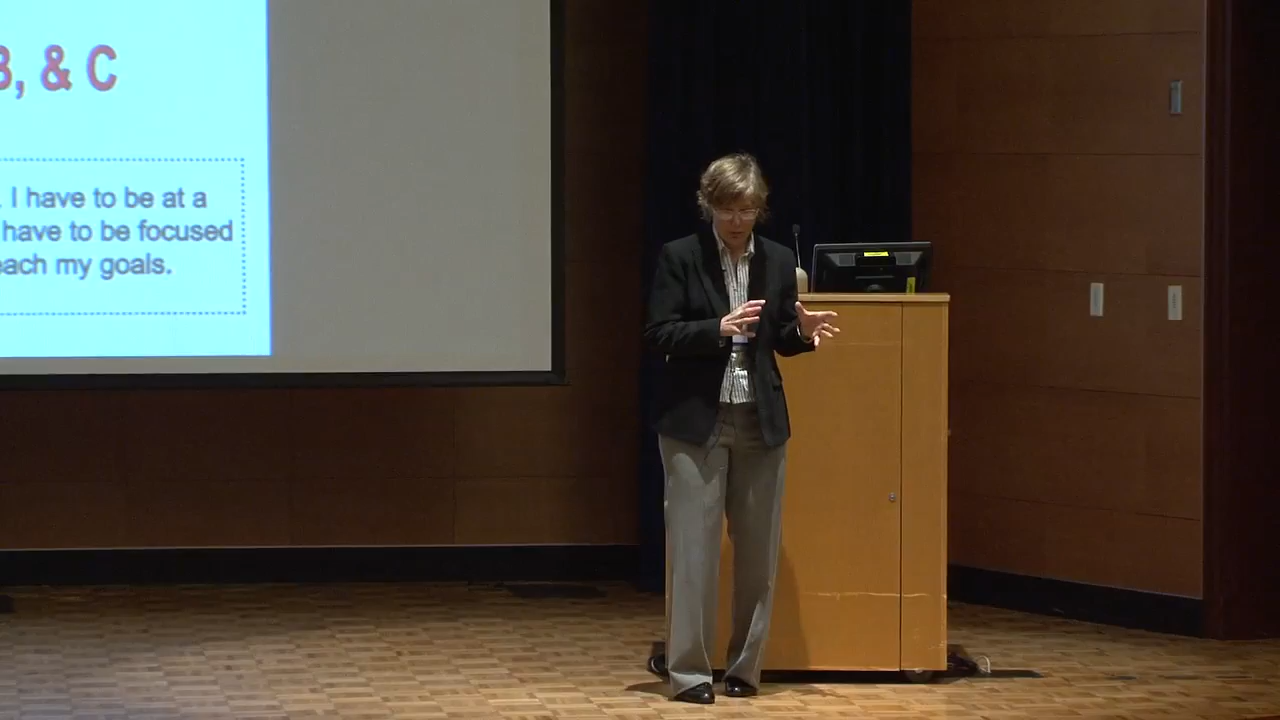 B, & C
. I have to be at a
have to be focused
each my goals.